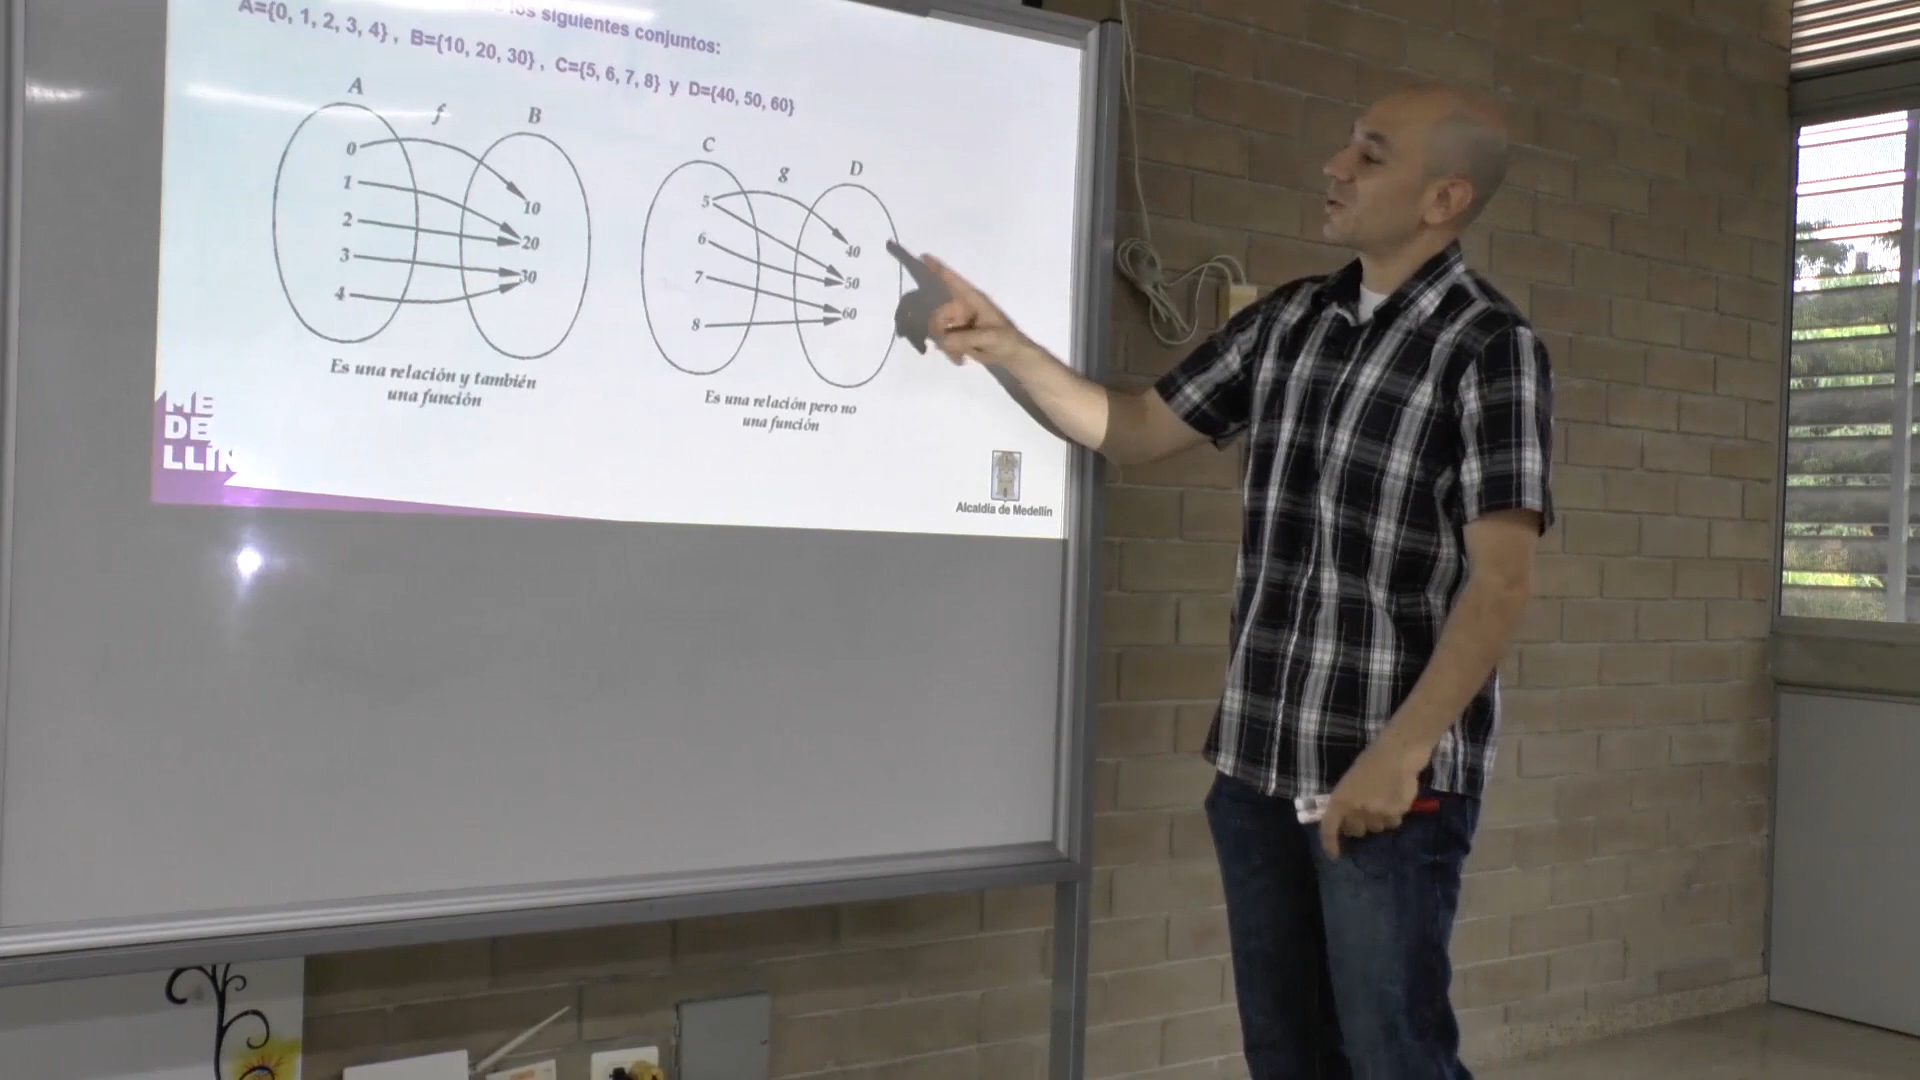 los siguientes conjuntos:
A={0, 1, 2, 3, 4} , B={10, 20, 30} , C={5, 6, 7, 8} y D={40, 50, 60}
A f B
0
1
2
3
4
10
20
30
Es una relación y también
una función
C g D
5
6
7
8
40
50
60
Es una relación pero no
una función
ME
DE
LLÍN
Alcaldía de Medellín